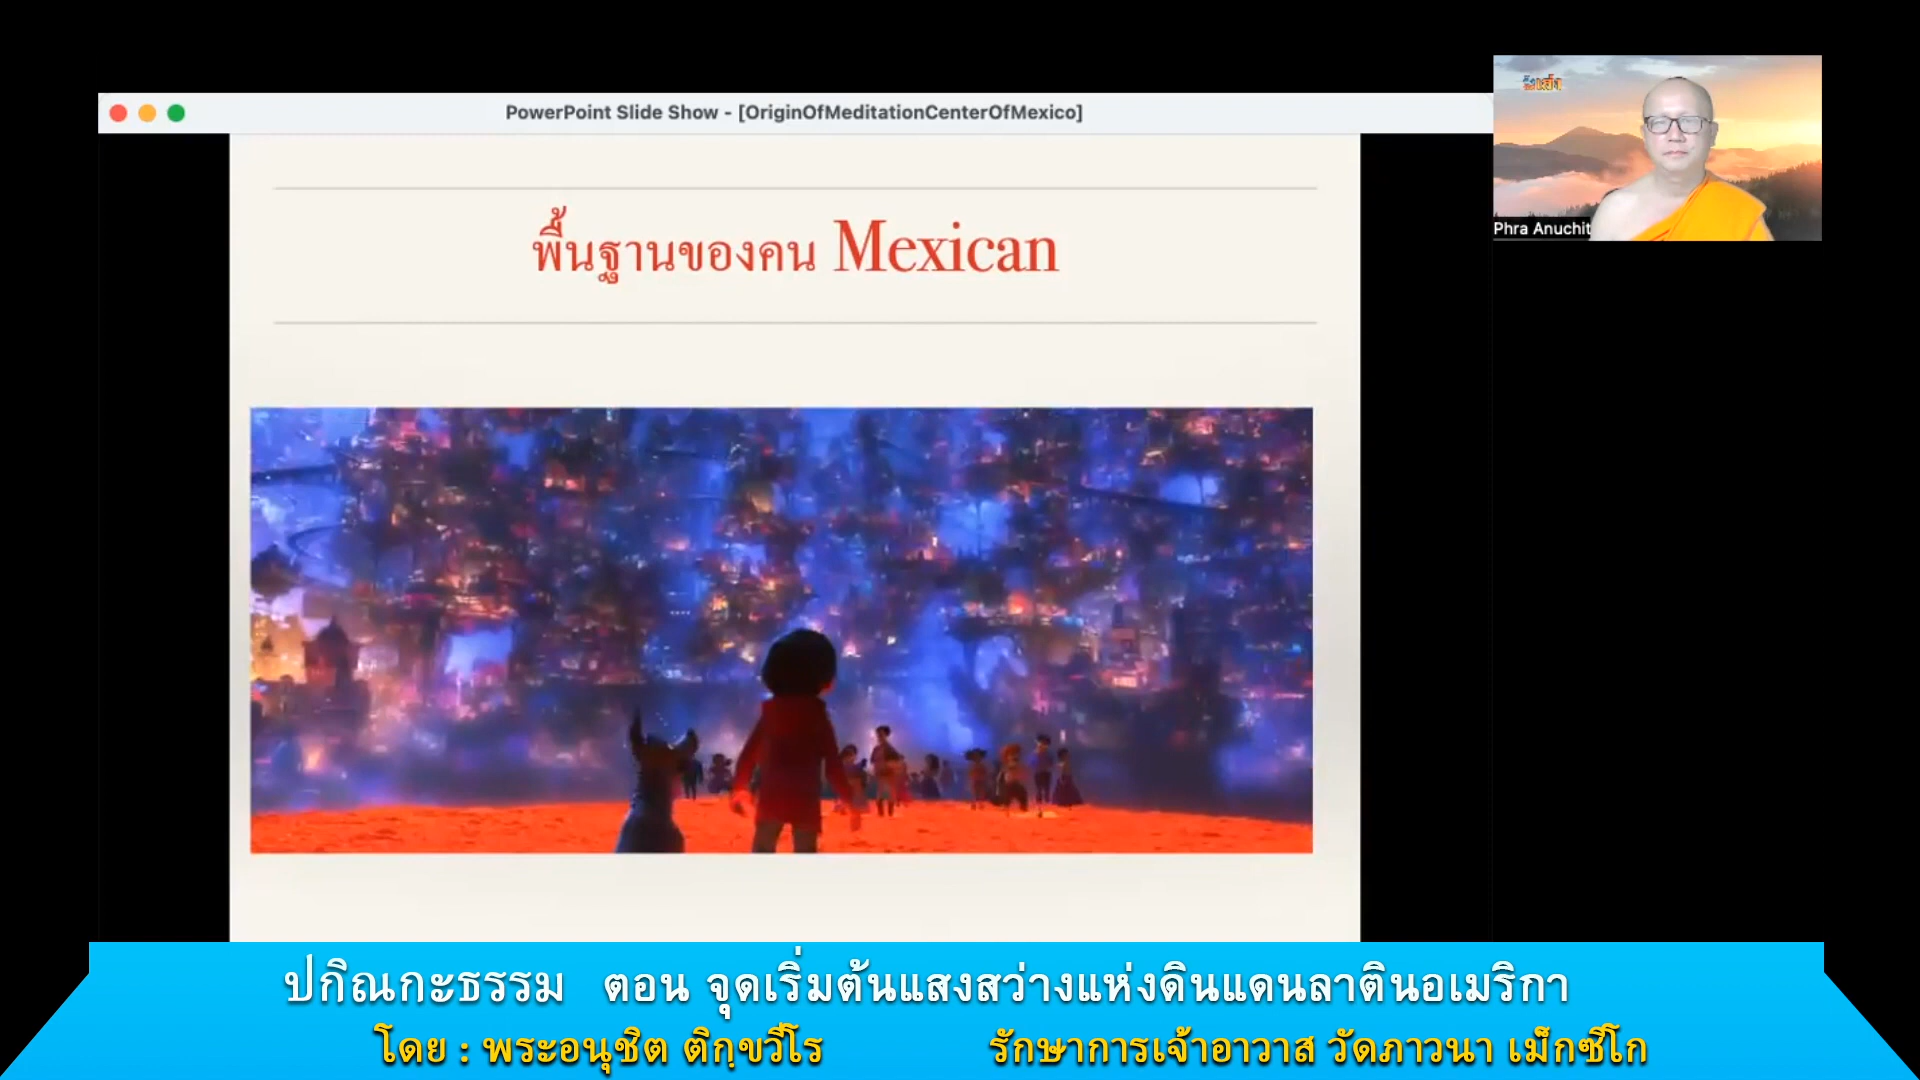 PowerPoint Slide Show - [OriginOfMeditationCenterOfMexico]
พื้นฐานของคน Mexican
Phra Anuchit
ปกิณกะธรรม ตอน จุดเริ่มต้นแสงสว่างแห่งดินแดนลาตินอเมริกา
โดย : พระอนุชิต ติกฺขวีโร รักษาการเจ้าอาวาส วัดภาวนา เม็กซิโก